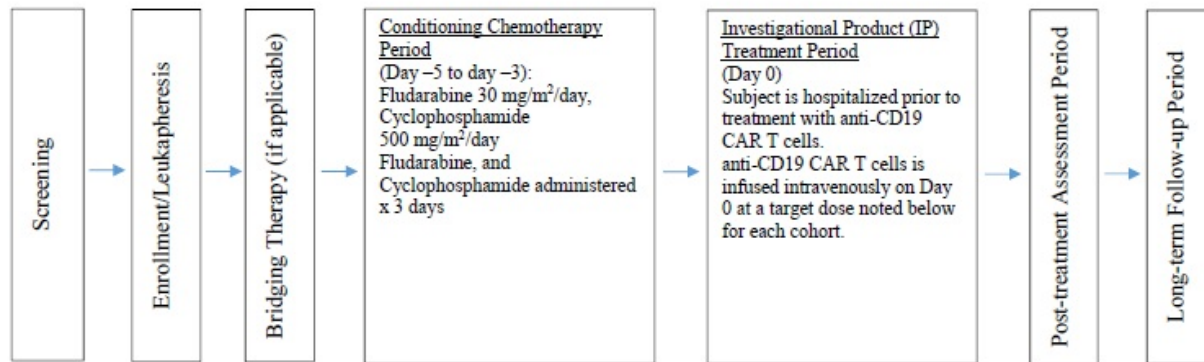 Screening
Enrollment/Leukapheresis
Bridging Therapy (if applicable)
Conditioning Chemotherapy
Period
(Day –5 to day –3):
Fludarabine 30 mg/m²/day,
Cyclophosphamide
500 mg/m²/day
Fludarabine, and
Cyclophosphamide administered
x 3 days
Investigational Product (IP)
Treatment Period
(Day 0)
Subject is hospitalized prior to
treatment with anti-CD19
CAR T cells.
anti-CD19 CAR T cells is
infused intravenously on Day
0 at a target dose noted below
for each cohort.
Post-treatment Assessment Period
Long-term Follow-up Period